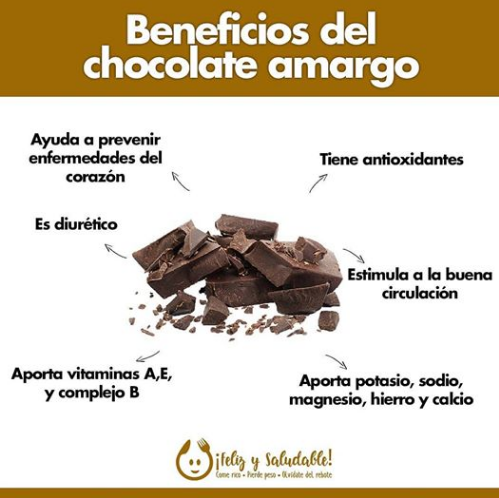 Beneficios del
chocolate amargo
Ayuda a prevenir
enfermedades del
corazón
Tiene antioxidantes
Es diurético
Estimula a la buena
circulación
Aporta vitaminas A,E,
y complejo B
Aporta potasio, sodio,
magnesio, hierro y calcio
¡Feliz y Saludable!
Come rico • Pierde peso • Olvídate del rebote